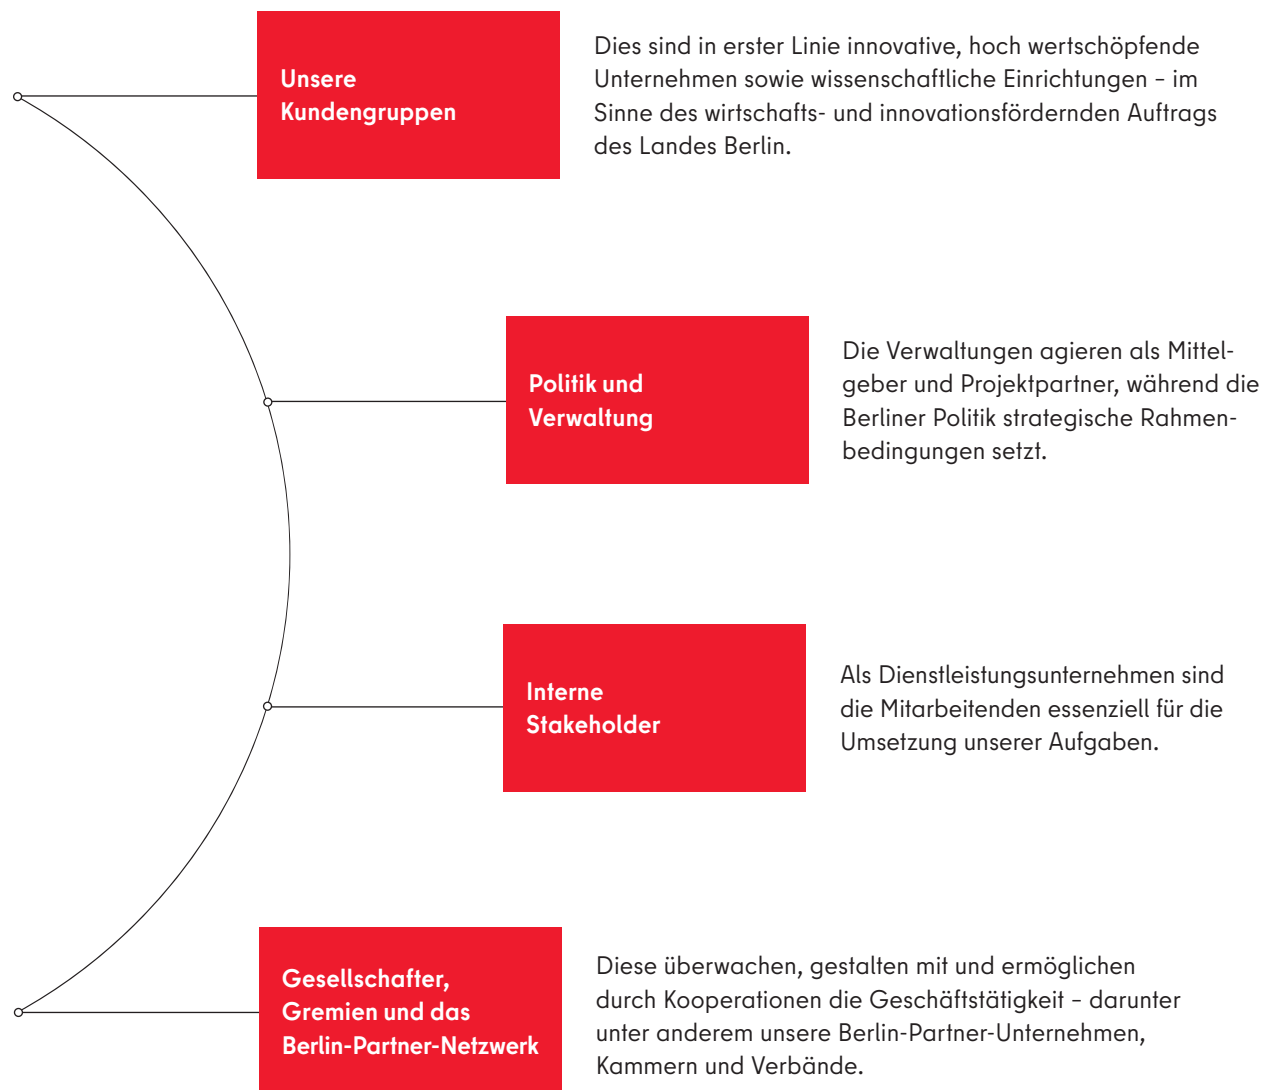 Unsere
Kundengruppen
Dies sind in erster Linie innovative, hoch wertschöpfende
Unternehmen sowie wissenschaftliche Einrichtungen – im
Sinne des wirtschafts- und innovationsfördernden Auftrags
des Landes Berlin.
Politik und
Verwaltung
Die Verwaltungen agieren als Mittel-
geber und Projektpartner, während die
Berliner Politik strategische Rahmen-
bedingungen setzt.
Interne
Stakeholder
Als Dienstleistungsunternehmen sind
die Mitarbeitenden essenziell für die
Umsetzung unserer Aufgaben.
Gesellschafter,
Gremien und das
Berlin-Partner-Netzwerk
Diese überwachen, gestalten mit und ermöglichen
durch Kooperationen die Geschäftstätigkeit – darunter
unter anderem unsere Berlin-Partner-Unternehmen,
Kammern und Verbände.